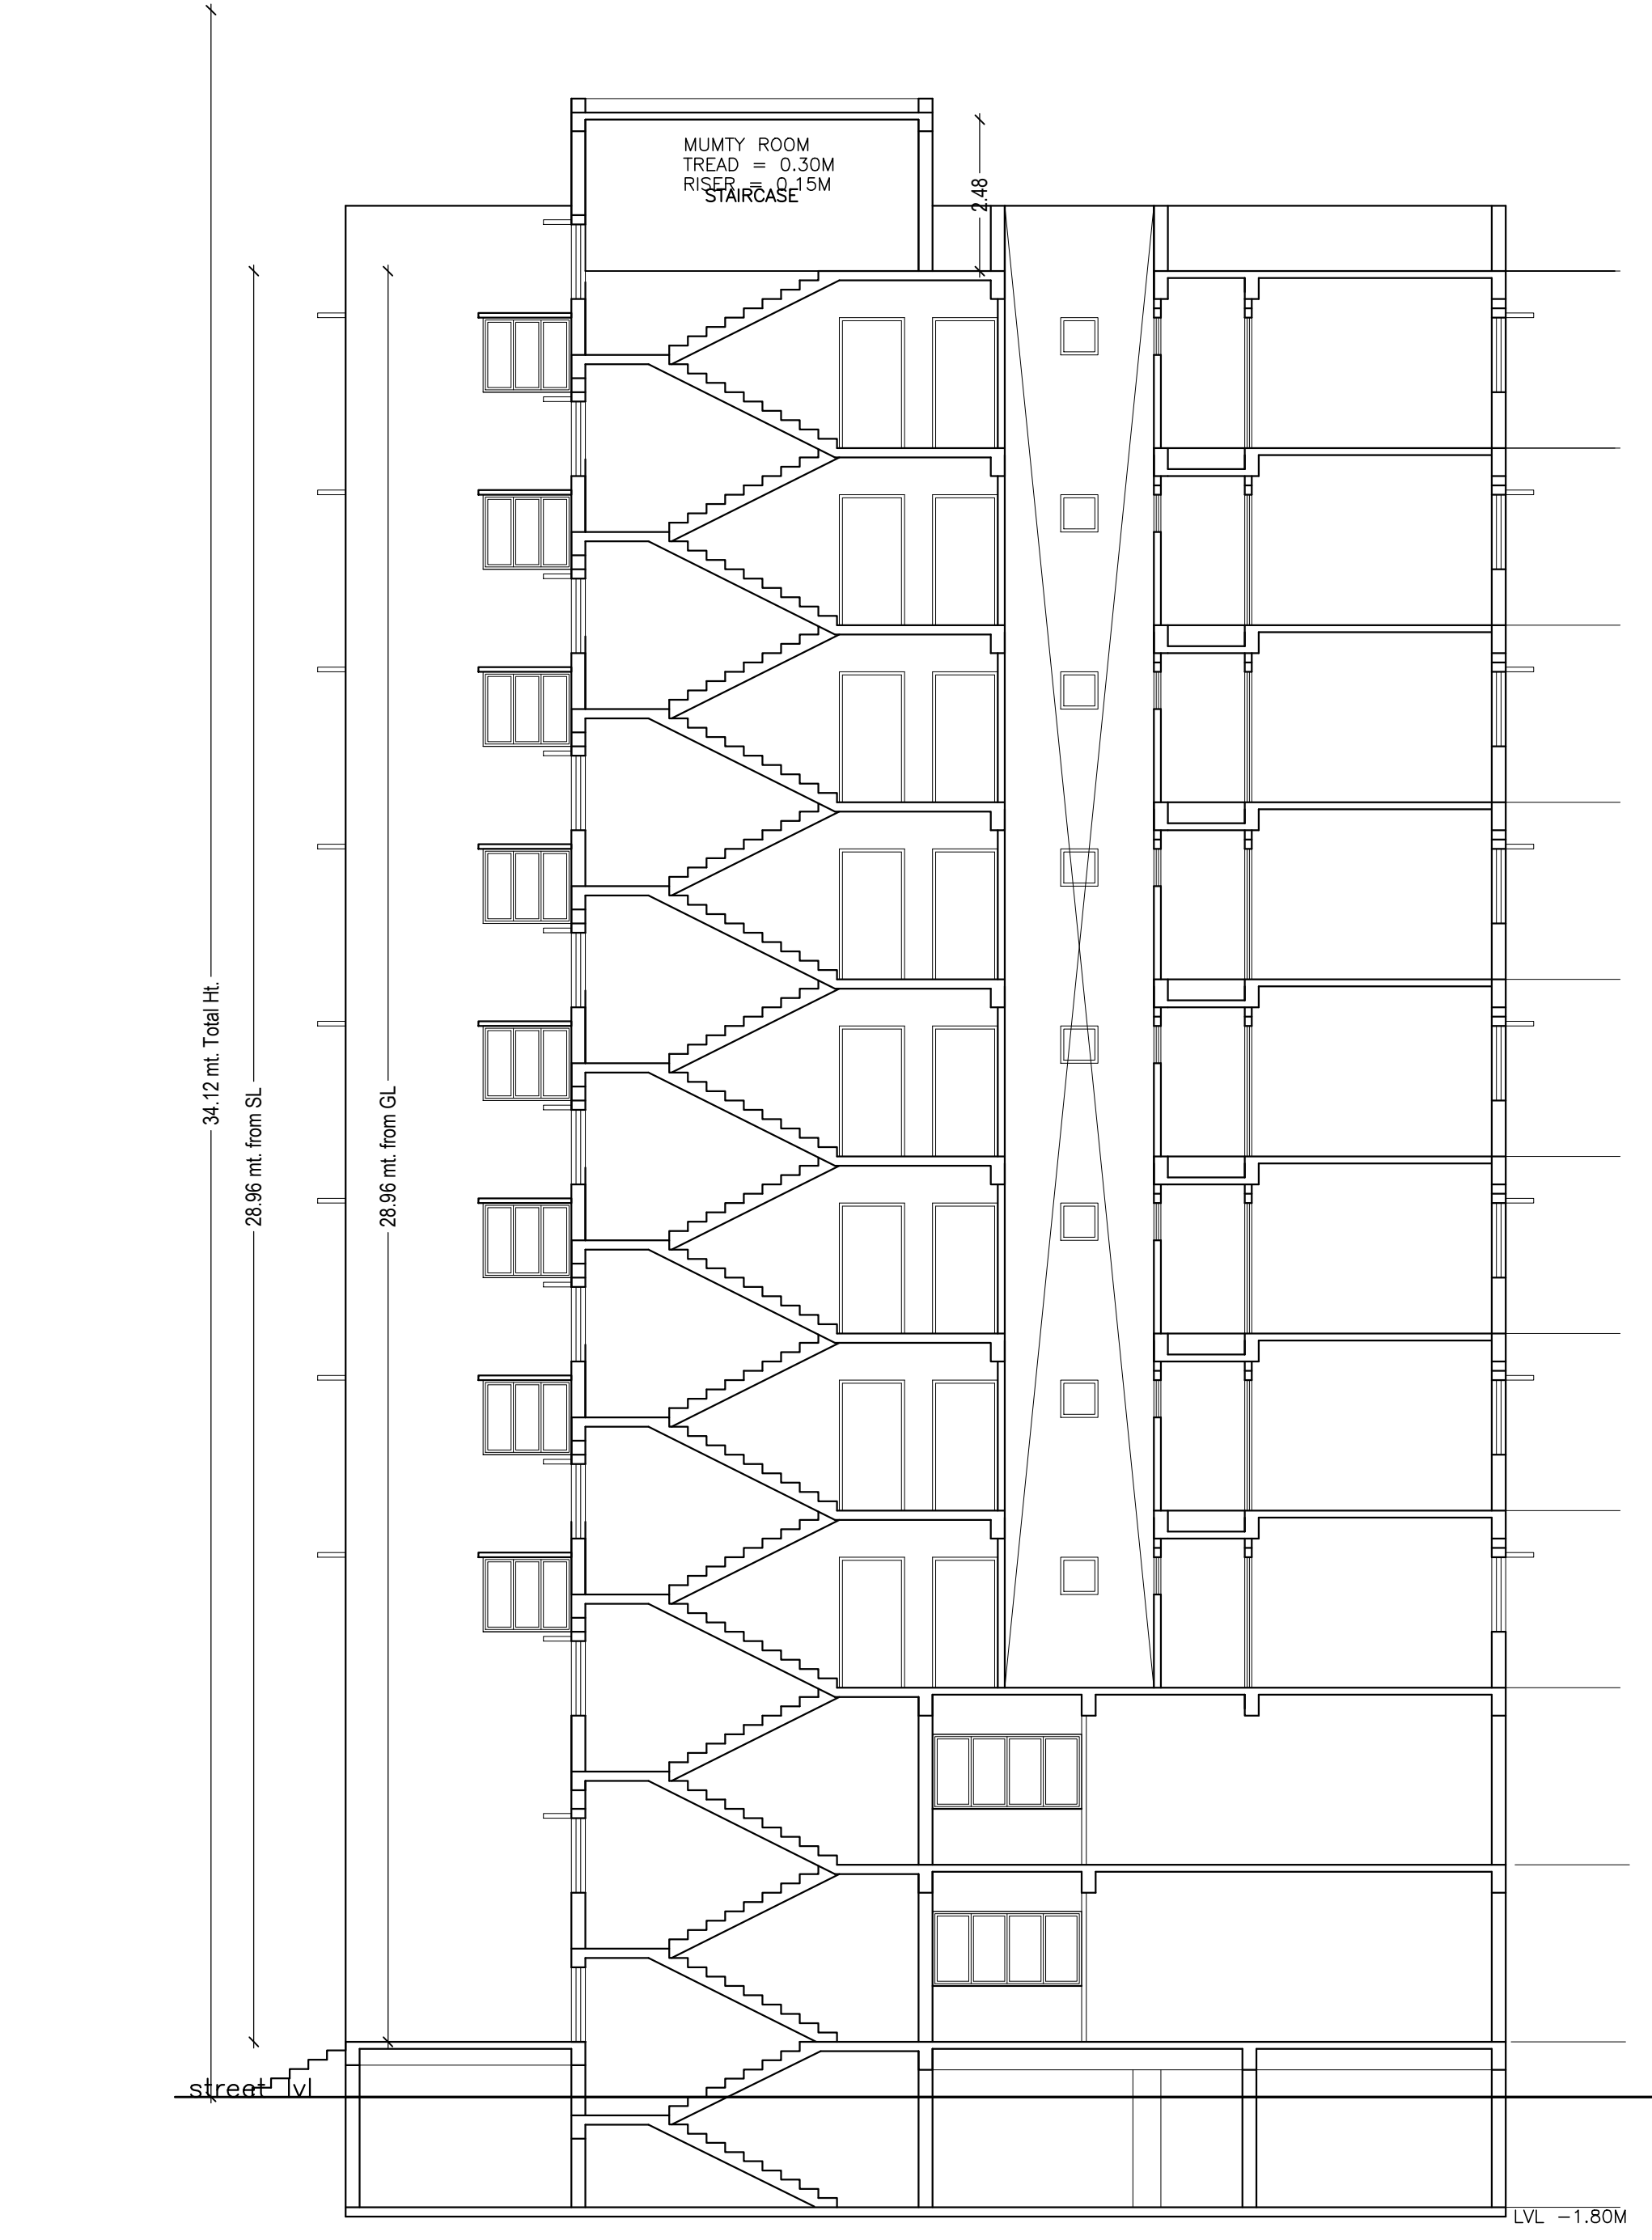 MUMTY ROOM
TREAD = 0.30M
RISER = 0.15M
STAIRCASE
2.48
34.12 mt. Total Ht.
28.96 mt. from SL
28.96 mt. from GL
street lvl
LVL -1.80M